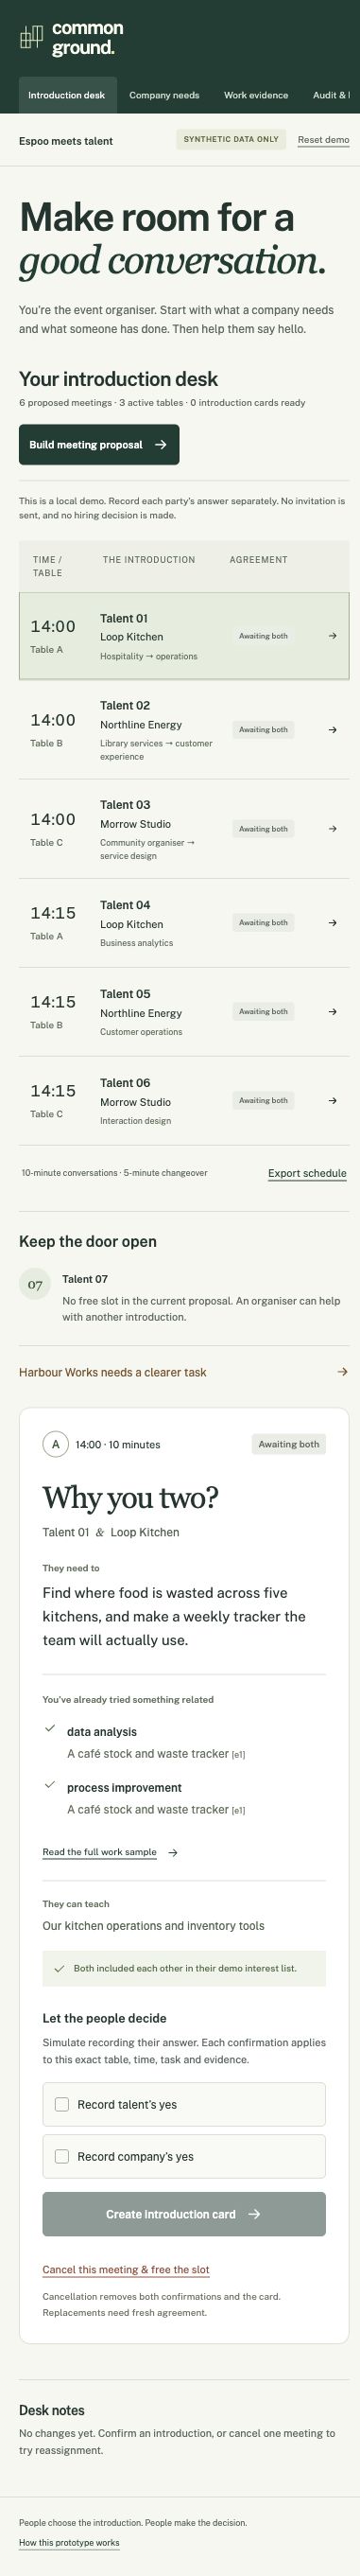 common
ground.
Introduction desk Company needs Work evidence Audit &
Espoo meets talent SYNTHETIC DATA ONLY Reset demo
Make room for a
good conversation.
You're the event organiser. Start with what a company needs
and what someone has done. Then help them say hello.
Your introduction desk
6 proposed meetings · 3 active tables · 0 introduction cards ready
Build meeting proposal →
This is a local demo. Record each party's answer separately. No invitation is
sent, and no hiring decision is made.
TIME / TABLE THE INTRODUCTION AGREEMENT
14:00 Talent 01 Awaiting both →
Table A Loop Kitchen
Hospitality → operations
14:00 Talent 02 Awaiting both →
Table B Northline Energy
Library services → customer
experience
14:00 Talent 03 Awaiting both →
Table C Morrow Studio
Community organiser →
service design
14:15 Talent 04 Awaiting both →
Table A Loop Kitchen
Business analytics
14:15 Talent 05 Awaiting both →
Table B Northline Energy
Customer operations
14:15 Talent 06 Awaiting both →
Table C Morrow Studio
Interaction design
10-minute conversations · 5-minute changeover Export schedule
Keep the door open
07 Talent 07
No free slot in the current proposal. An organiser can help
with another introduction.
Harbour Works needs a clearer task →
A 14:00 · 10 minutes Awaiting both
Why you two?
Talent 01 & Loop Kitchen
They need to
Find where food is wasted across five
kitchens, and make a weekly tracker the
team will actually use.
You've already tried something related
data analysis
A café stock and waste tracker [e1]
process improvement
A café stock and waste tracker [e1]
Read the full work sample →
They can teach
Our kitchen operations and inventory tools
Both included each other in their demo interest list.
Let the people decide
Simulate recording their answer. Each confirmation applies
to this exact table, time, task and evidence.
Record talent's yes
Record company's yes
Create introduction card →
Cancel this meeting & free the slot
Cancellation removes both confirmations and the card.
Replacements need fresh agreement.
Desk notes
No changes yet. Confirm an introduction, or cancel one meeting to
try reassignment.
People choose the introduction. People make the decision.
How this prototype works